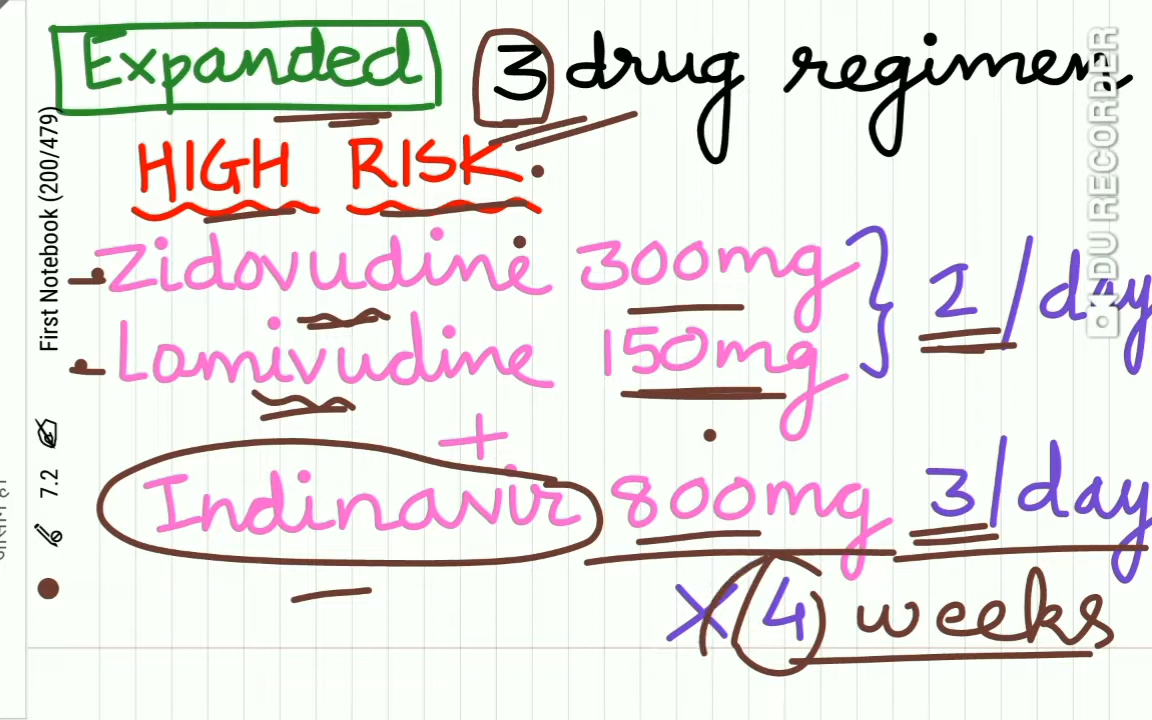 Expanded 3 drug regimen
HIGH RISK
Zidovudine 300mg } 2/day
Lamivudine 150mg
+
Indinavir 800mg 3/day
X 4 weeks
First Notebook (200/479)
7.2
DU RECORDER